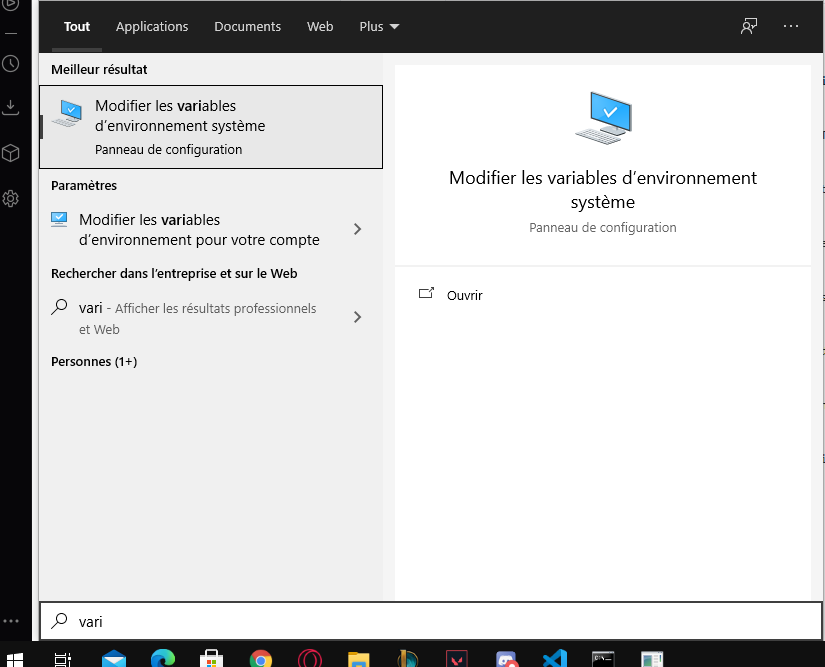 Tout Applications Documents Web Plus
Meilleur résultat
Modifier les variables
d’environnement système
Panneau de configuration
Paramètres
Modifier les variables
d’environnement pour votre compte
Rechercher dans l’entreprise et sur le Web
vari - Afficher les résultats professionnels
et Web
Personnes (1+)
Modifier les variables d’environnement
système
Panneau de configuration
Ouvrir
vari